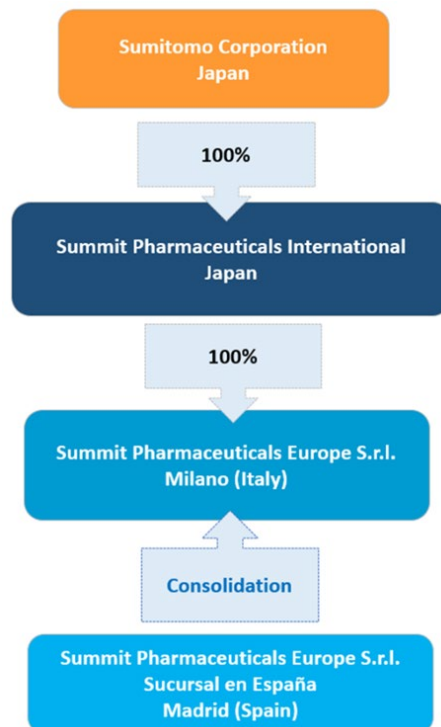 Sumitomo Corporation
Japan
100%
Summit Pharmaceuticals International
Japan
100%
Summit Pharmaceuticals Europe S.r.l.
Milano (Italy)
Consolidation
Summit Pharmaceuticals Europe S.r.l.
Sucursal en España
Madrid (Spain)